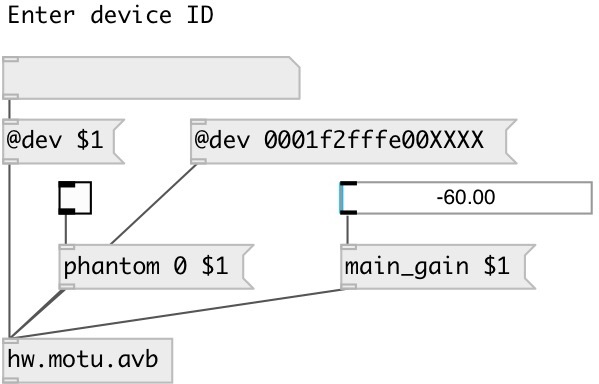 Enter device ID
@dev $1
@dev 0001f2fffe00XXXX
-60.00
phantom 0 $1
main_gain $1
hw.motu.avb